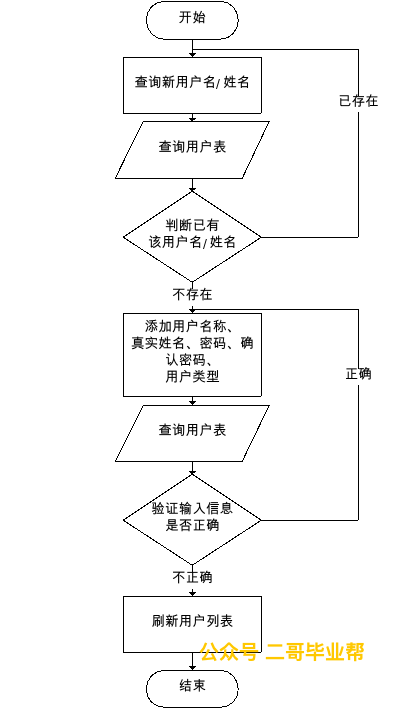 开始
查询新用户名/姓名
已存在
查询用户表
判断已有
该用户名/姓名
不存在
添加用户名称、
真实姓名、密码、确
认密码、
用户类型
正确
查询用户表
验证输入信息
是否正确
不正确
刷新用户列表
公众号 二哥毕业帮
结束